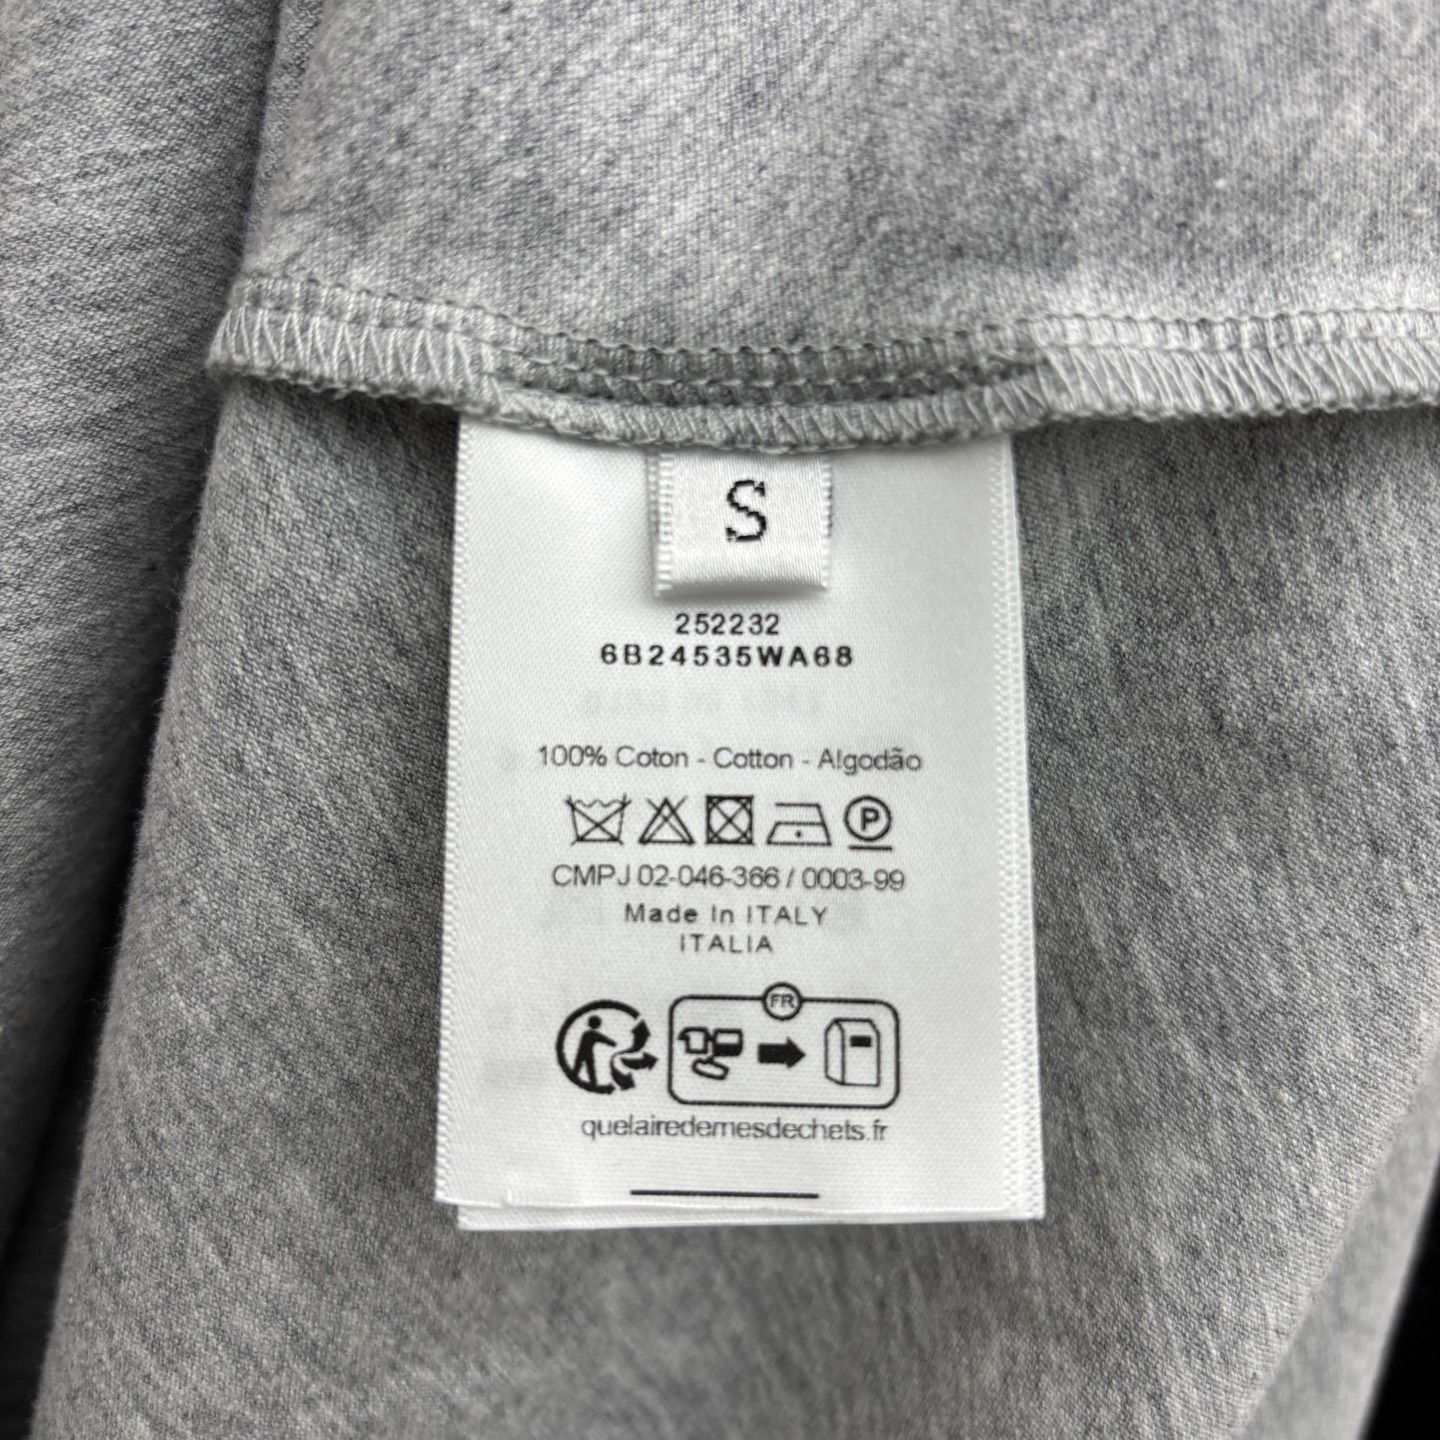 S
252232
6B24535WA68
100% Coton - Cotton - Algodão
P
CMPJ 02-046-366 / 0003-99
Made In ITALY
ITALIA
FR
quelairedemesdechets.fr